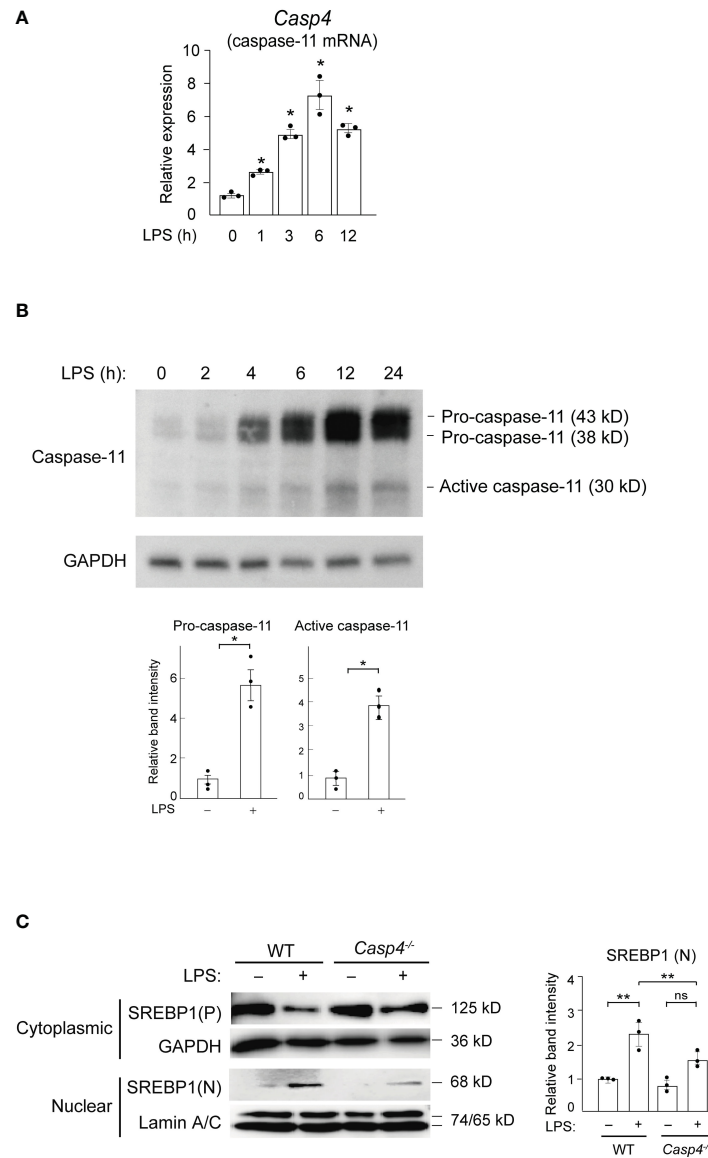 A
Casp4
(caspase-11 mRNA)
Relative expression
10
8
6
4
2
0
* * * *
LPS (h) 0 1 3 6 12
B
LPS (h): 0 2 4 6 12 24
Caspase-11
Pro-caspase-11 (43 kD)
Pro-caspase-11 (38 kD)
Active caspase-11 (30 kD)
GAPDH
Pro-caspase-11 Active caspase-11
* *
Relative band intensity
6
4
2
0
5
4
3
2
1
0
LPS – + – +
C
WT Casp4-/-
LPS: – + – +
Cytoplasmic
SREBP1(P) 125 kD
GAPDH 36 kD
Nuclear
SREBP1(N) 68 kD
Lamin A/C 74/65 kD
SREBP1 (N)
Relative band intensity
4
3
2
1
0
**
** ns
LPS: – + – +
WT Casp4-/